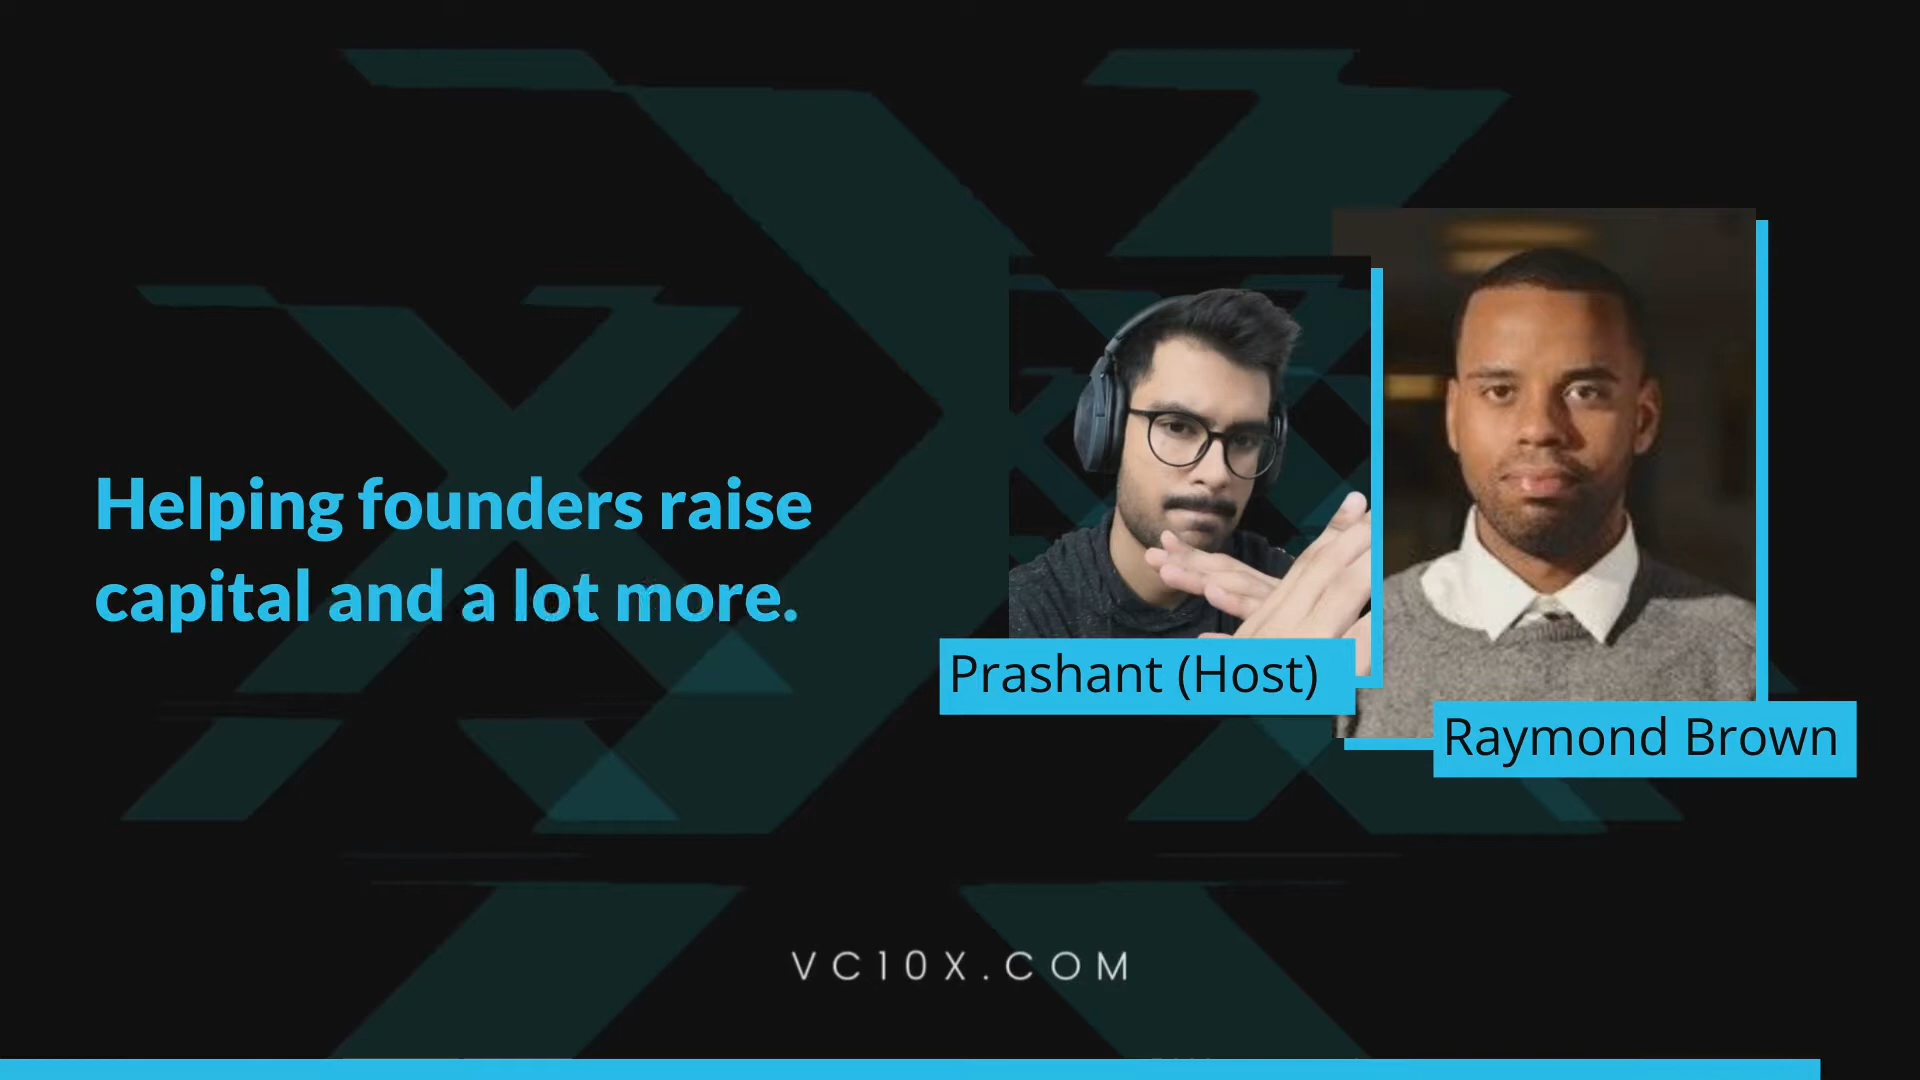 Helping founders raise
capital and a lot more.
Prashant (Host)
Raymond Brown
VC10X.COM